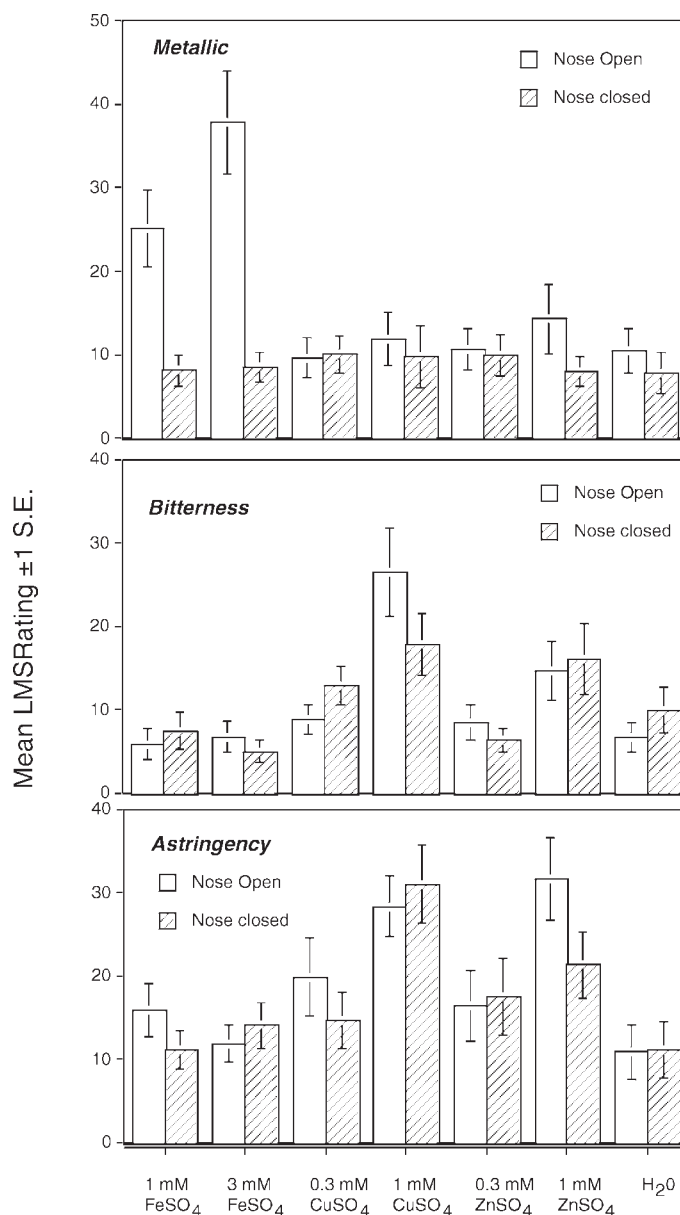 Mean LMSRating ±1 S.E.
50
40
30
20
10
0
Metallic
Nose Open
Nose closed
40
30
20
10
0
Bitterness
Nose Open
Nose closed
40
30
20
10
0
Astringency
Nose Open
Nose closed
1 mM
FeSO4
3 mM
FeSO4
0.3 mM
CuSO4
1 mM
CuSO4
0.3 mM
ZnSO4
1 mM
ZnSO4
H20